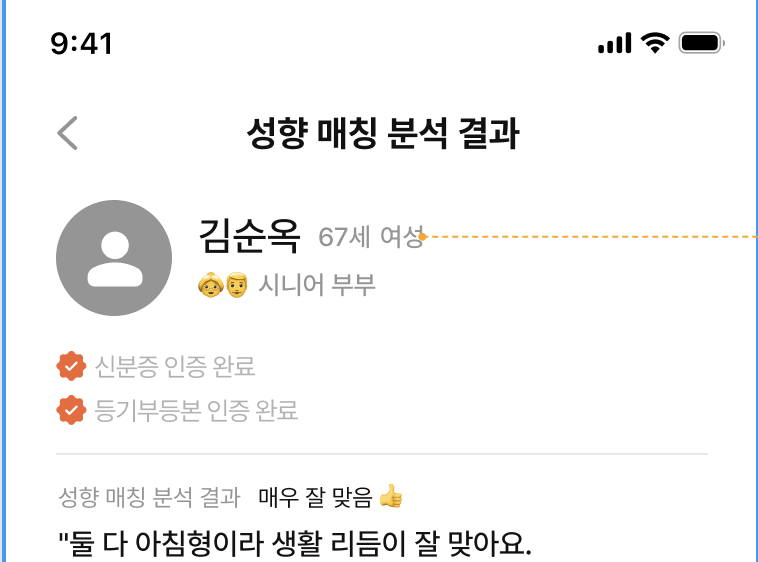 9:41
성향 매칭 분석 결과
김순옥 67세 여성
👵👨 시니어 부부
신분증 인증 완료
등기부등본 인증 완료
성향 매칭 분석 결과 매우 잘 맞음 👍
"둘 다 아침형이라 생활 리듬이 잘 맞아요.